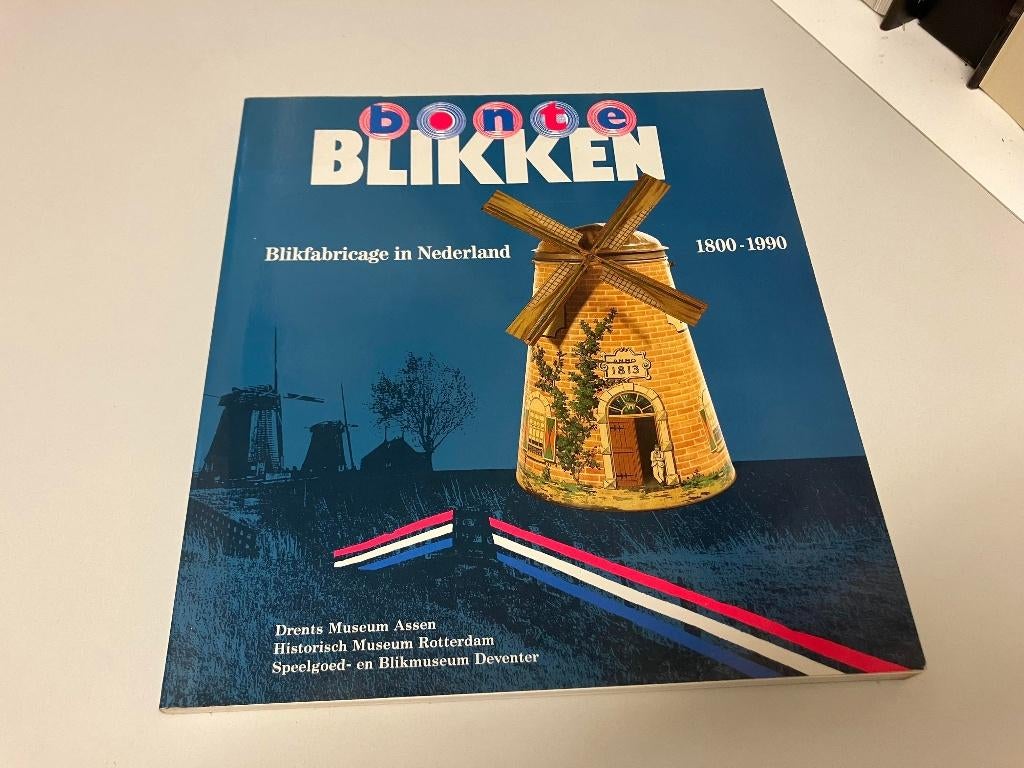 bonte
BLIKKEN
Blikfabricage in Nederland 1800-1990
ANNO
1813
Drents Museum Assen
Historisch Museum Rotterdam
Speelgoed- en Blikmuseum Deventer